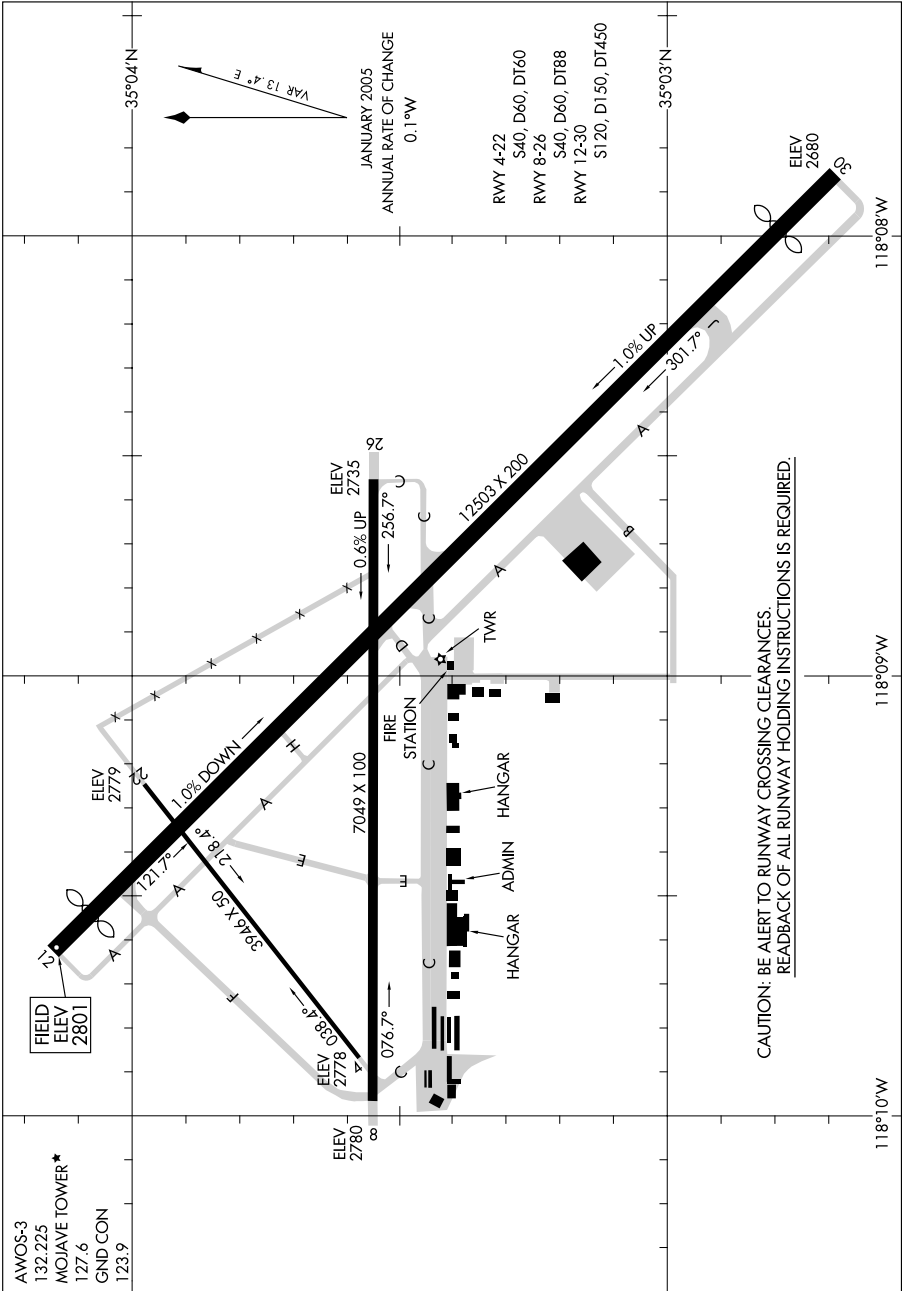 AWOS-3
132.225
MOJAVE TOWER★
127.6
GND CON
123.9
35°04'N
VAR 13.4° E
JANUARY 2005
ANNUAL RATE OF CHANGE
0.1°W
RWY 4-22
S40, D60, DT60
RWY 8-26
S40, D60, DT88
RWY 12-30
S120, D150, DT450
35°03'N
FIELD
ELEV
2801
12
A
121.7°
A
1.0% DOWN
ELEV
2779
22
218.4°
3946 X 50
038.4°
4
ELEV
2778
F
A
H
E
X
X
X
X
X
X
ELEV
2780
8
076.7°
7049 X 100
0.6% UP
256.7°
ELEV
2735
26
C
C
C
D
E
C
C
C
FIRE
STATION
TWR
HANGAR
ADMIN
HANGAR
12503 X 200
A
A
B
1.0% UP
301.7°
J
ELEV
2680
30
118°10'W
118°09'W
118°08'W
CAUTION: BE ALERT TO RUNWAY CROSSING CLEARANCES.
READBACK OF ALL RUNWAY HOLDING INSTRUCTIONS IS REQUIRED.